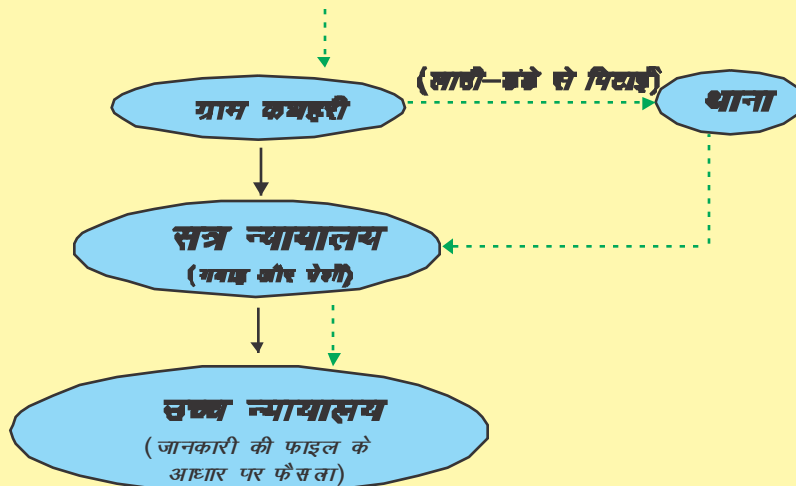 (लाठी–डंडे से पिटाई)
ग्राम कचहरी
थाना
सत्र न्यायालय
(गवाह और पेशी)
उच्च न्यायालय
(जानकारी की फाइल के
आधार पर फैसला)